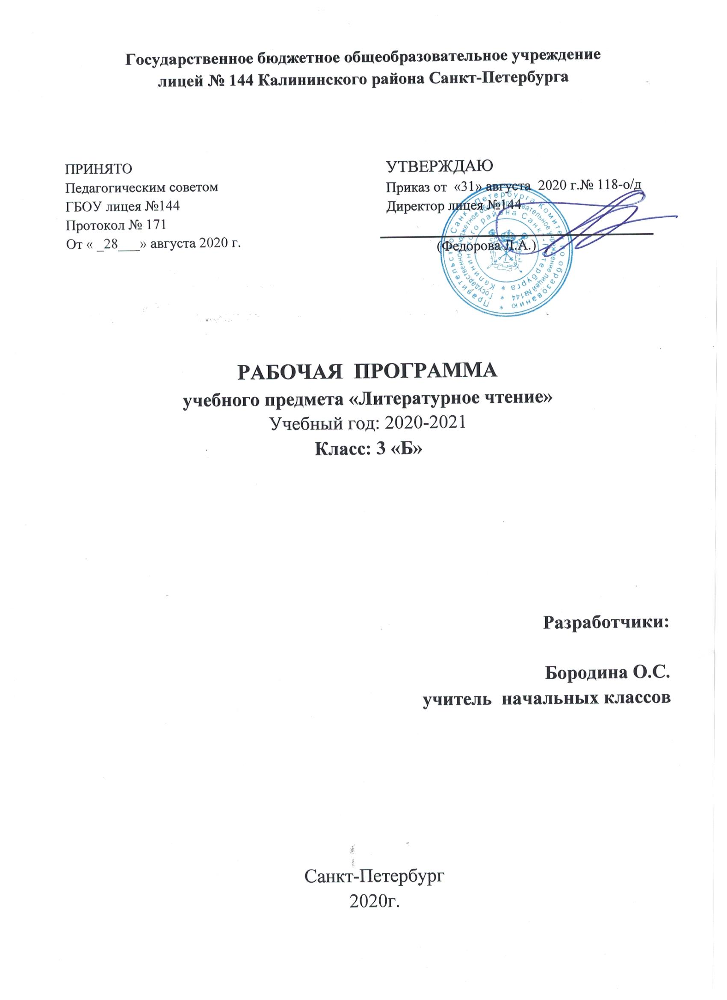 Государственное бюджетное общеобразовательное учреждение
лицей № 144 Калининского района Санкт-Петербурга
ПРИНЯТО
Педагогическим советом
ГБОУ лицея №144
Протокол № 171
От « _28___» августа 2020 г.
УТВЕРЖДАЮ
Приказ от «31» августа 2020 г.№ 118-о/д
Директор лицея №144
(Федорова Л.А.)
Правительство Санкт-Петербурга Комитет по образованию *
Государственное бюджетное общеобразовательное учреждение лицей №144 *
Калининского района Санкт-Петербурга *
РАБОЧАЯ ПРОГРАММА
учебного предмета «Литературное чтение»
Учебный год: 2020-2021
Класс: 3 «Б»
Разработчики:
Бородина О.С.
учитель начальных классов
Санкт-Петербург
2020г.